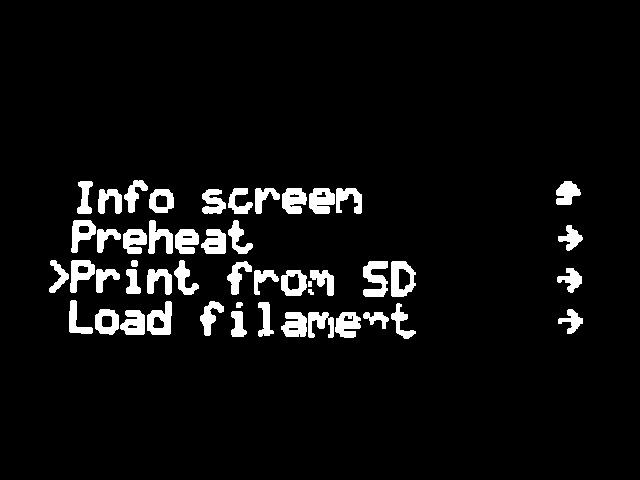 Info screen ↑
Preheat →
>Print from SD →
Load filament →